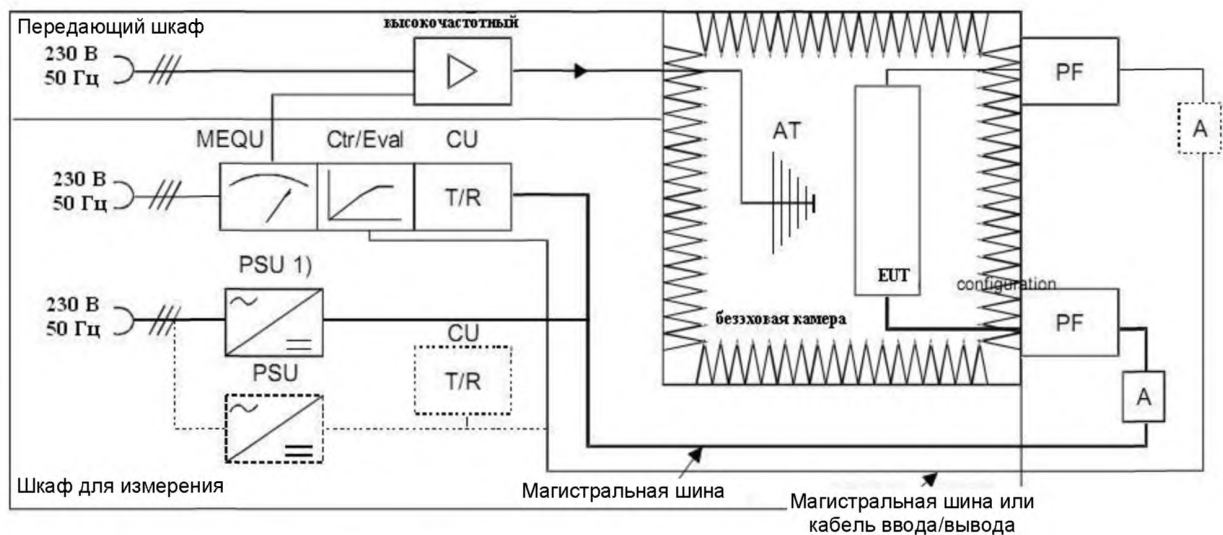 Передающий шкаф
высокочастотный
230 В
50 Гц
PF
A
AT
MEQU
Ctr/Eval
CU
230 В
50 Гц
T/R
PSU 1)
EUT
configuration
230 В
50 Гц
безэховая камера
PF
CU
PSU
T/R
A
Шкаф для измерения
Магистральная шина
Магистральная шина или
кабель ввода/вывода